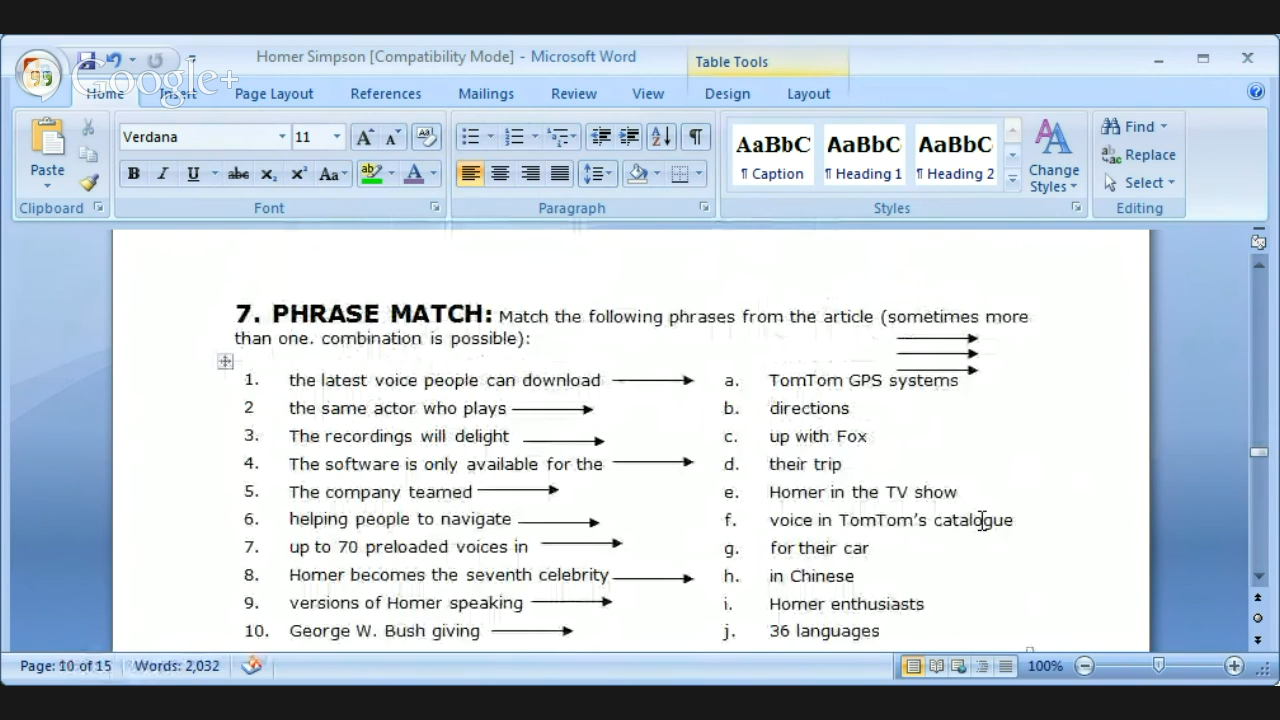 Homer Simpson [Compatibility Mode] - Microsoft Word
Table Tools
Google+
Home Insert Page Layout References Mailings Review View Design Layout
Verdana 11
Paste
B I U abc X₂ X² Aa ab A
AaBbC AaBbC AaBbC
¶ Caption ¶ Heading 1 ¶ Heading 2
Change
Styles
Find
Replace
Select
Clipboard Font Paragraph Styles Editing
7. PHRASE MATCH: Match the following phrases from the article (sometimes more
than one. combination is possible):
1. the latest voice people can download a. TomTom GPS systems
2 the same actor who plays b. directions
3. The recordings will delight c. up with Fox
4. The software is only available for the d. their trip
5. The company teamed e. Homer in the TV show
6. helping people to navigate f. voice in TomTom’s catalogue
7. up to 70 preloaded voices in g. for their car
8. Homer becomes the seventh celebrity h. in Chinese
9. versions of Homer speaking i. Homer enthusiasts
10. George W. Bush giving j. 36 languages
Page: 10 of 15 Words: 2,032 100%